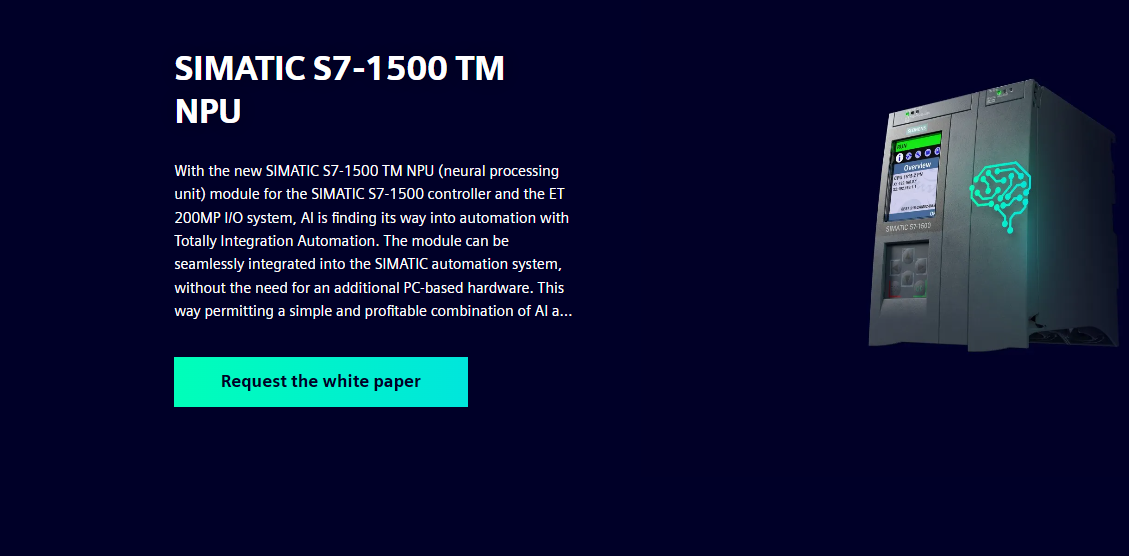 SIMATIC S7-1500 TM
NPU
With the new SIMATIC S7-1500 TM NPU (neural processing
unit) module for the SIMATIC S7-1500 controller and the ET
200MP I/O system, AI is finding its way into automation with
Totally Integration Automation. The module can be
seamlessly integrated into the SIMATIC automation system,
without the need for an additional PC-based hardware. This
way permitting a simple and profitable combination of AI a...
Request the white paper
SIEMENS
RUN
Overview
SIMATIC S7-1500